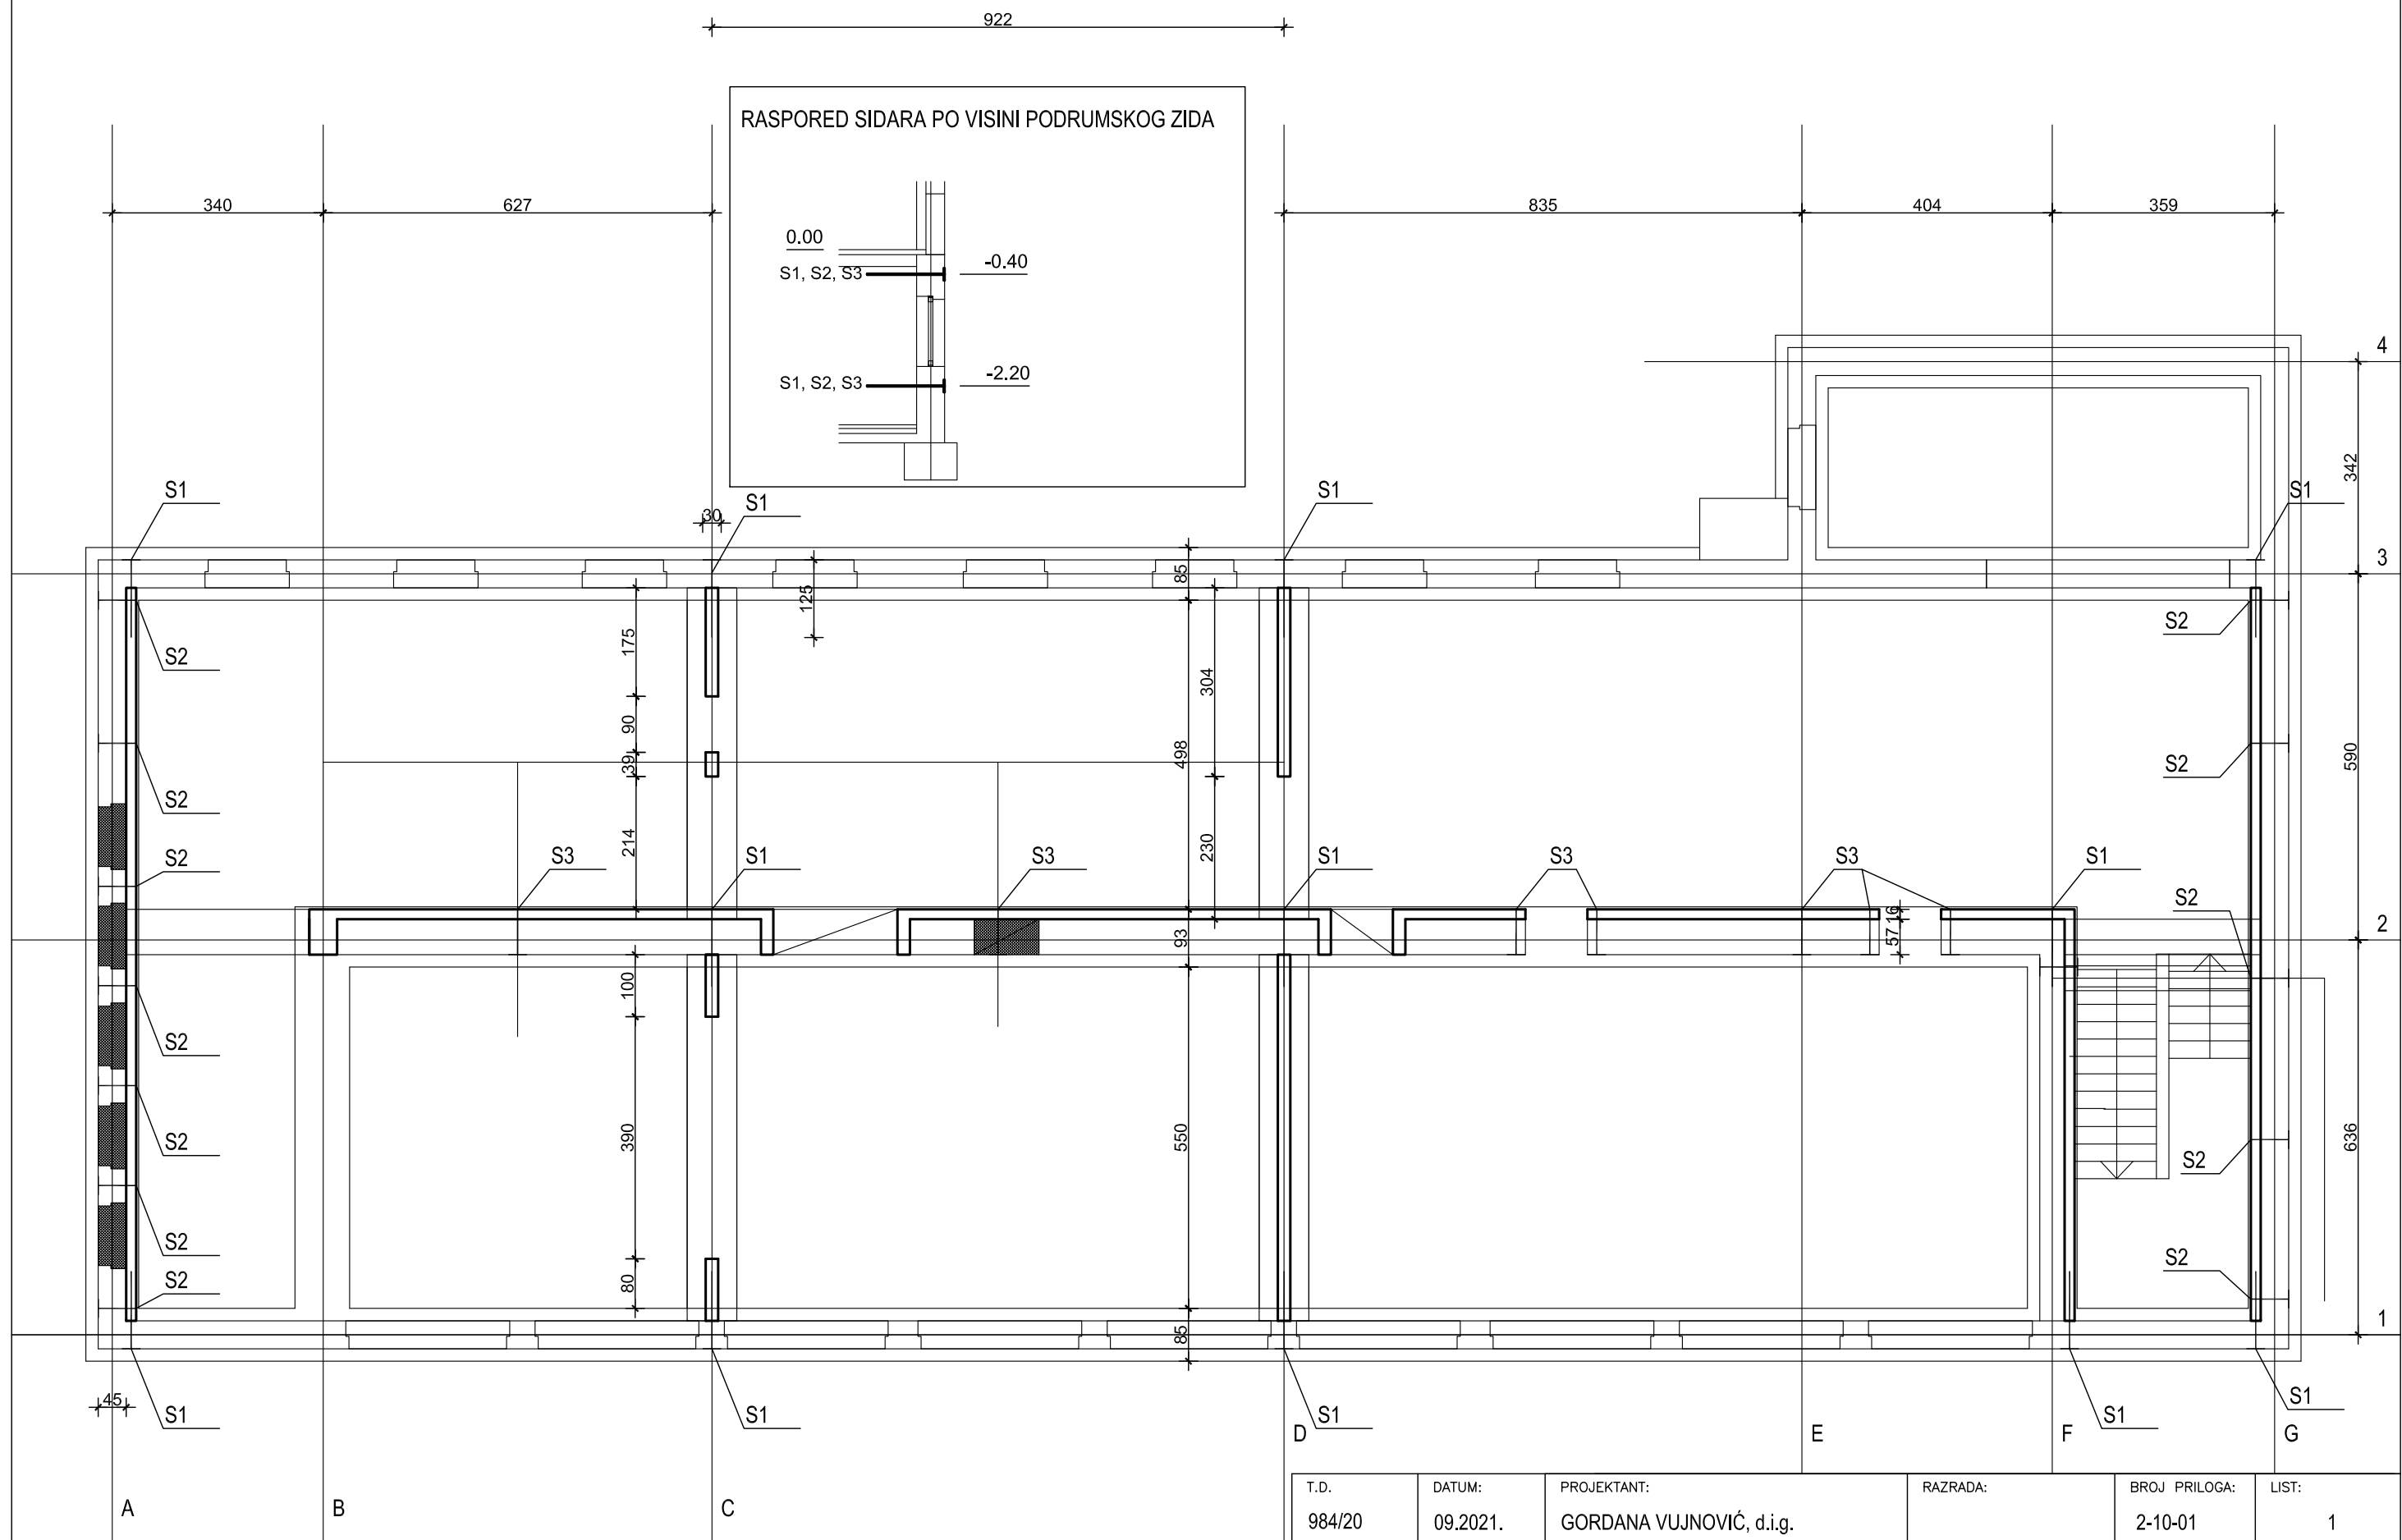 922
RASPORED SIDARA PO VISINI PODRUMSKOG ZIDA
340
627
835
404
359
0.00
S1, S2, S3
-0.40
S1, S2, S3
-2.20
4
342
S1
30
S1
S1
S1
3
125
85
175
S2
S2
304
90
39
498
590
S2
S2
214
230
S2
S3
S1
S3
S1
S3
S3
S1
S2
16
57
93
2
100
S2
390
550
636
S2
S2
S2
S2
80
S2
85
1
45
S1
S1
S1
S1
S1
D
E
F
G
A
B
C
T.D.
DATUM:
PROJEKTANT:
RAZRADA:
BROJ PRILOGA:
LIST:
984/20
09.2021.
GORDANA VUJNOVIĆ, d.i.g.
2-10-01
1